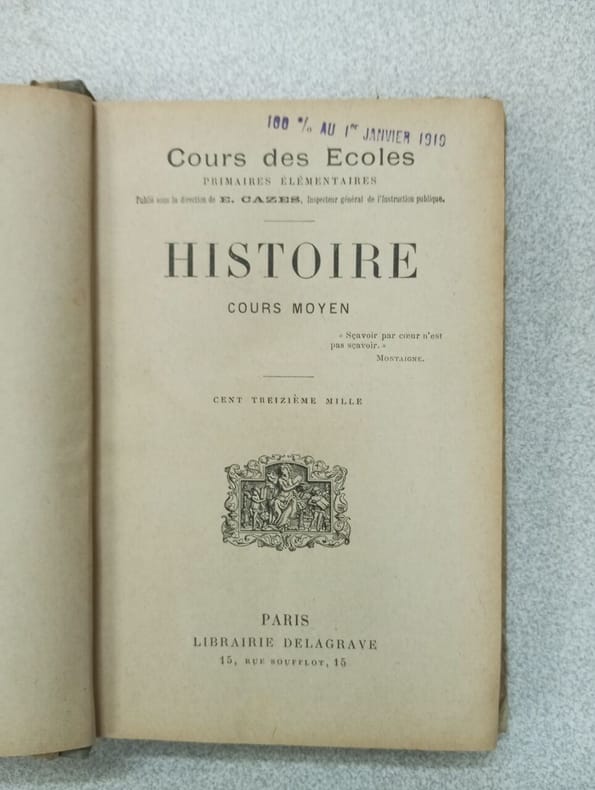 100 % AU 1er JANVIER 1919
Cours des Ecoles
PRIMAIRES ÉLÉMENTAIRES
Publié sous la direction de E. CAZES, Inspecteur général de l'Instruction publique.
HISTOIRE
COURS MOYEN
« Sçavoir par cœur n'est
pas sçavoir. »
MONTAIGNE.
CENT TREIZIÈME MILLE
PARIS
LIBRAIRIE DELAGRAVE
15, RUE SOUFFLOT, 15